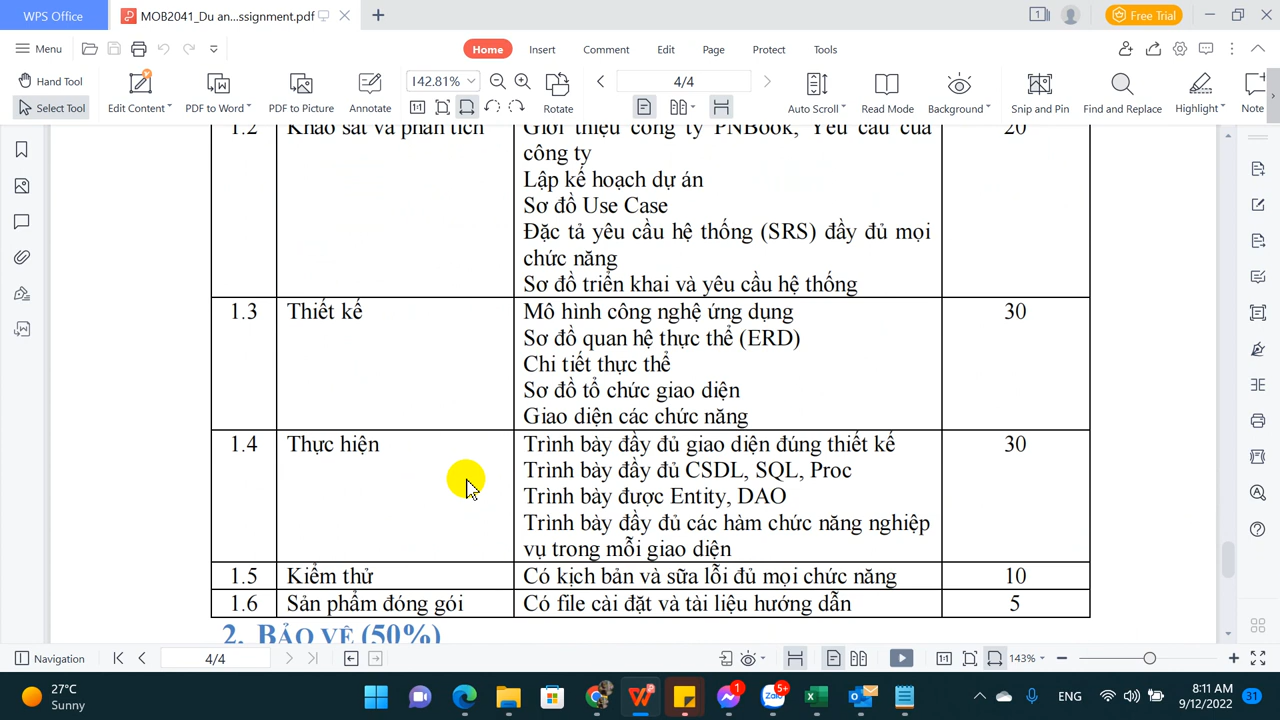 WPS Office
MOB2041_Du an...ssignment.pdf
1
Free Trial
Menu
Home
Insert
Comment
Edit
Page
Protect
Tools
Hand Tool
Select Tool
Edit Content
PDF to Word
PDF to Picture
Annotate
142.81%
1:1
Rotate
4/4
Auto Scroll
Read Mode
Background
Snip and Pin
Find and Replace
Highlight
Note
1.2 Khảo sát và phân tích Giới thiệu công ty PNBook, Yêu cầu của 20
công ty
Lập kế hoạch dự án
Sơ đồ Use Case
Đặc tả yêu cầu hệ thống (SRS) đầy đủ mọi
chức năng
Sơ đồ triển khai và yêu cầu hệ thống
1.3 Thiết kế Mô hình công nghệ ứng dụng 30
Sơ đồ quan hệ thực thể (ERD)
Chi tiết thực thể
Sơ đồ tổ chức giao diện
Giao diện các chức năng
1.4 Thực hiện Trình bày đầy đủ giao diện đúng thiết kế 30
Trình bày đầy đủ CSDL, SQL, Proc
Trình bày được Entity, DAO
Trình bày đầy đủ các hàm chức năng nghiệp
vụ trong mỗi giao diện
1.5 Kiểm thử Có kịch bản và sữa lỗi đủ mọi chức năng 10
1.6 Sản phẩm đóng gói Có file cài đặt và tài liệu hướng dẫn 5
2. BẢO VỆ (50%)
Navigation
4/4
1:1
143%
27°C
Sunny
1
5+
Zalo
ENG
8:11 AM
9/12/2022
31